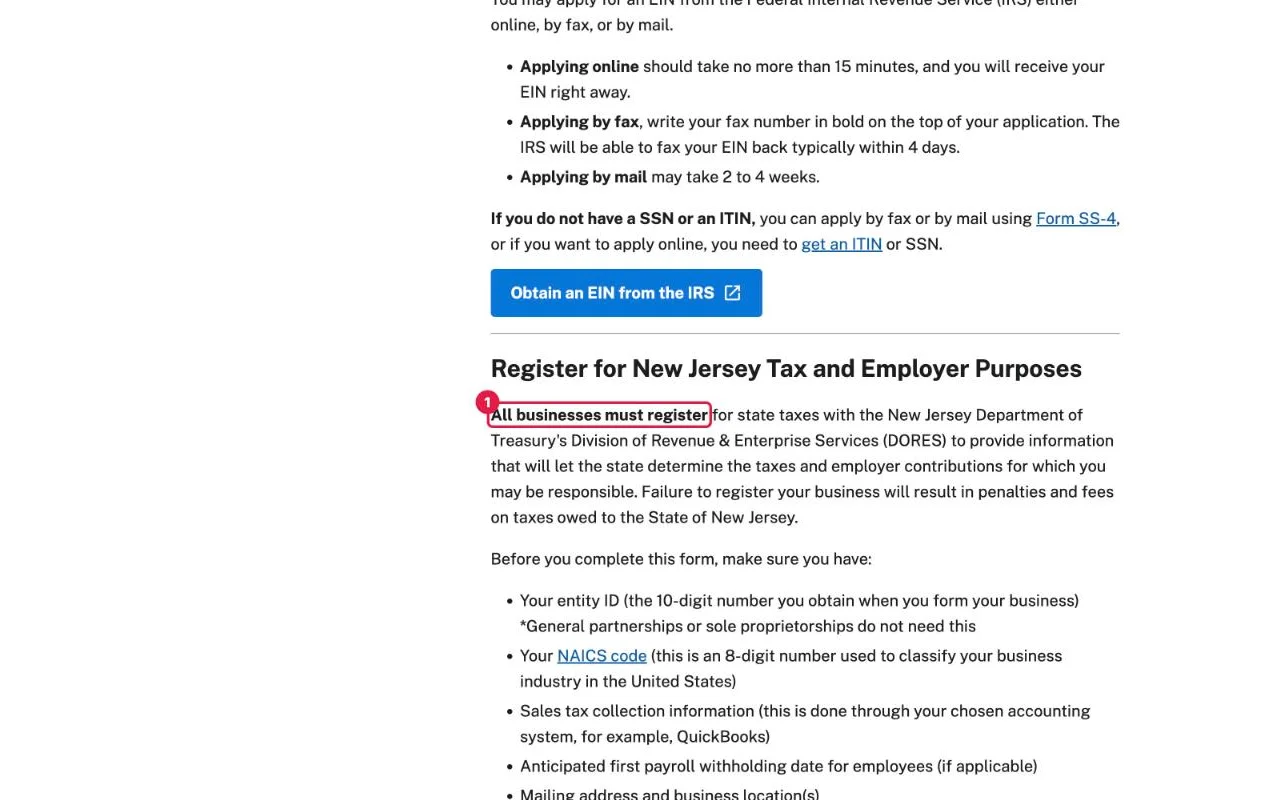 You may apply for an EIN from the Federal Internal Revenue Service (IRS) either
online, by fax, or by mail.
• Applying online should take no more than 15 minutes, and you will receive your
EIN right away.
• Applying by fax, write your fax number in bold on the top of your application. The
IRS will be able to fax your EIN back typically within 4 days.
• Applying by mail may take 2 to 4 weeks.
If you do not have a SSN or an ITIN, you can apply by fax or by mail using Form SS-4,
or if you want to apply online, you need to get an ITIN or SSN.
Obtain an EIN from the IRS
Register for New Jersey Tax and Employer Purposes
1
All businesses must register for state taxes with the New Jersey Department of
Treasury's Division of Revenue & Enterprise Services (DORES) to provide information
that will let the state determine the taxes and employer contributions for which you
may be responsible. Failure to register your business will result in penalties and fees
on taxes owed to the State of New Jersey.
Before you complete this form, make sure you have:
• Your entity ID (the 10-digit number you obtain when you form your business)
*General partnerships or sole proprietorships do not need this
• Your NAICS code (this is an 8-digit number used to classify your business
industry in the United States)
• Sales tax collection information (this is done through your chosen accounting
system, for example, QuickBooks)
• Anticipated first payroll withholding date for employees (if applicable)
• Mailing address and business location(s)